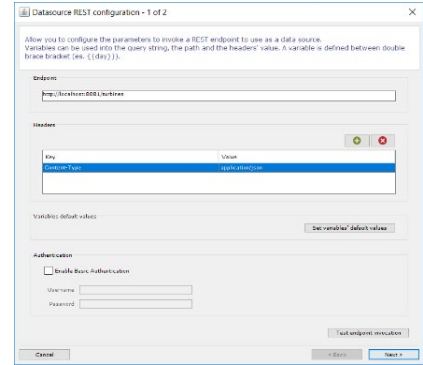 Datasource REST configuration - 1 of 2
Allow you to configure the parameters to invoke a REST endpoint to use as a data source.
Variables can be used into the query string, the path and the headers' value. A variable is defined between double
brace bracket (es. {{day}}).
Endpoint
http://localhost:8081/turbines
Headers
Key Value
Content-Type application/json
Variables default values
Set variables' default values
Authentication
Enable Basic Authentication
Username
Password
Test endpoint invocation
Cancel < Back Next >